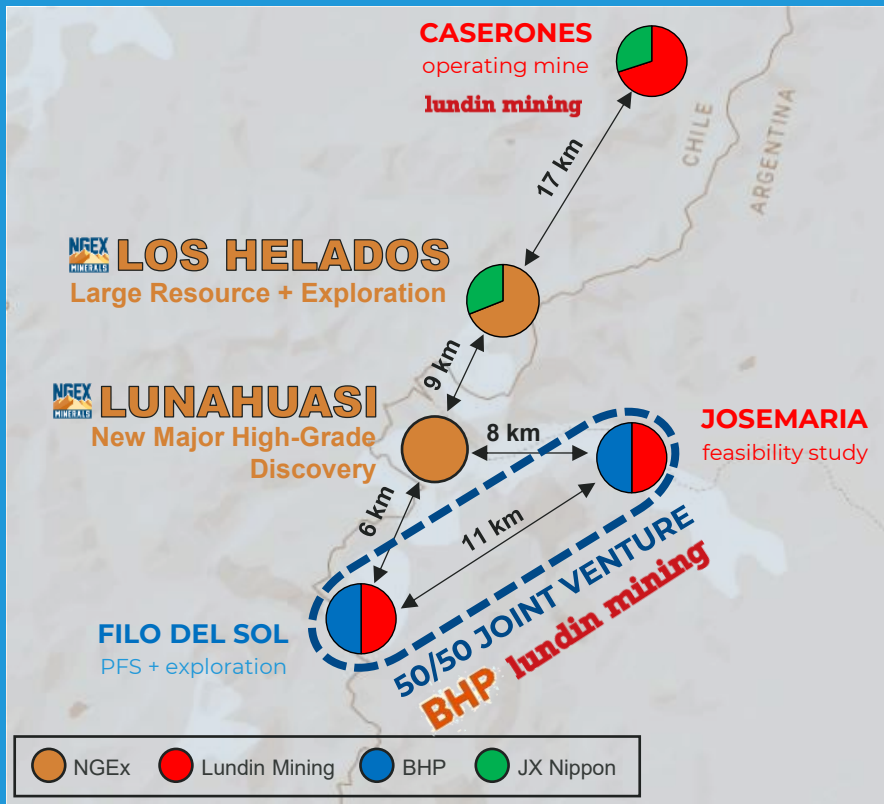 CASERONES
operating mine
lundin mining
CHILE
ARGENTINA
17 km
NGEX
MINERALS
LOS HELADOS
Large Resource + Exploration
9 km
NGEX
MINERALS
LUNAHUASI
New Major High-Grade
Discovery
8 km
JOSEMARIA
feasibility study
6 km
11 km
50/50 JOINT VENTURE
BHP lundin mining
FILO DEL SOL
PFS + exploration
NGEx
Lundin Mining
BHP
JX Nippon